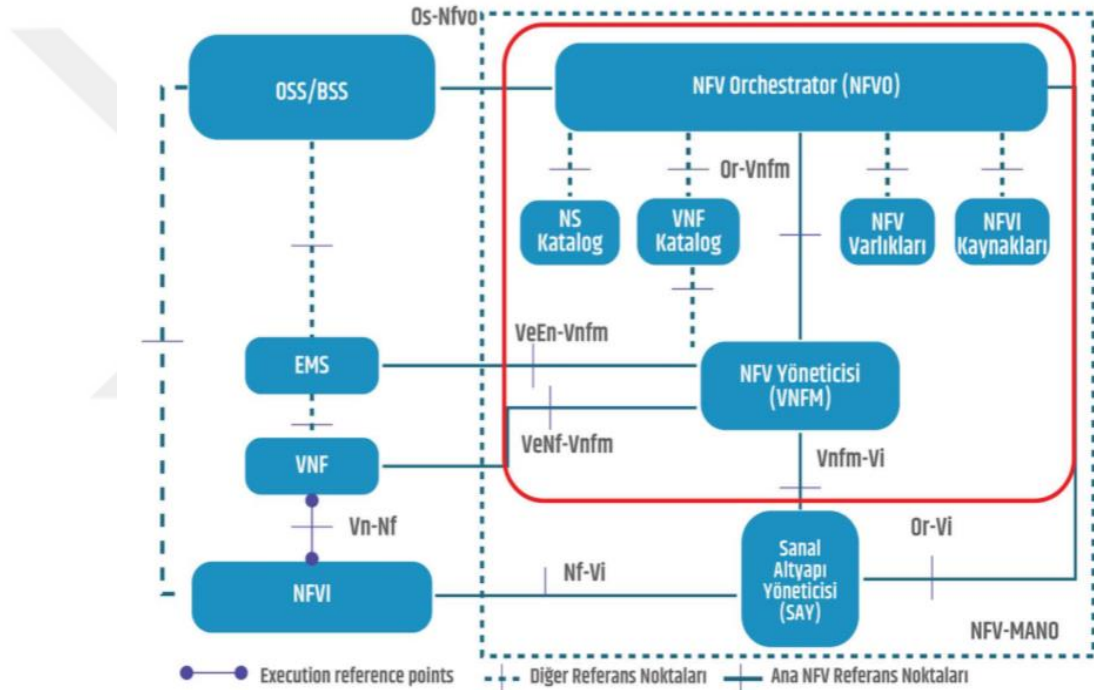 Os-Nfvo
OSS/BSS
NFV Orchestrator (NFVO)
Or-Vnfm
NS
Katalog
VNF
Katalog
NFV
Varlıkları
NFVI
Kaynakları
VeEn-Vnfm
EMS
NFV Yöneticisi
(VNFM)
VeNf-Vnfm
VNF
Vnfm-Vi
Vn-Nf
Sanal
Altyapı
Yöneticisi
(SAY)
Or-Vi
Nf-Vi
NFVI
NFV-MANO
Execution reference points
Diğer Referans Noktaları
Ana NFV Referans Noktaları